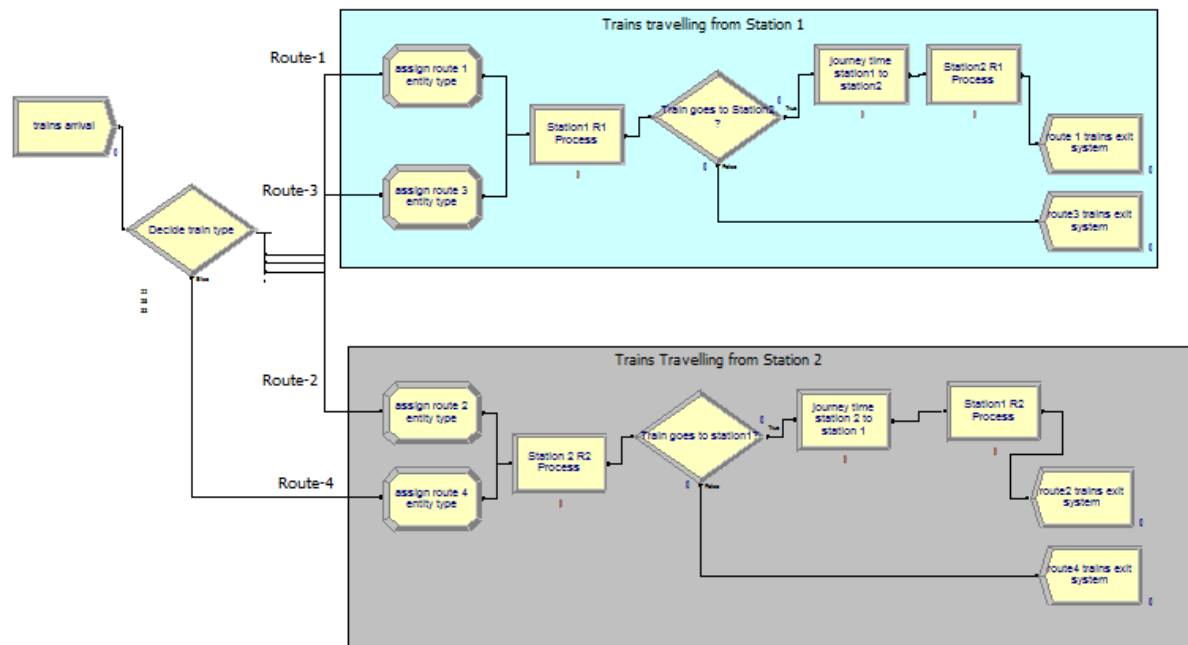 Trains travelling from Station 1
Route-1
assign route 1
entity type
journey time
station1 to
station2
Station2 R1
Process
trains arrival
Train goes to Station2
?
True
Station1 R1
Process
route 1 trains exit
system
False
Route-3
assign route 3
entity type
route3 trains exit
system
Decide train type
Else
Trains Travelling from Station 2
Route-2
assign route 2
entity type
Train goes to station1?
True
journey time
station 2 to
station 1
Station1 R2
Process
Station 2 R2
Process
False
Route-4
assign route 4
entity type
route2 trains exit
system
route4 trains exit
system